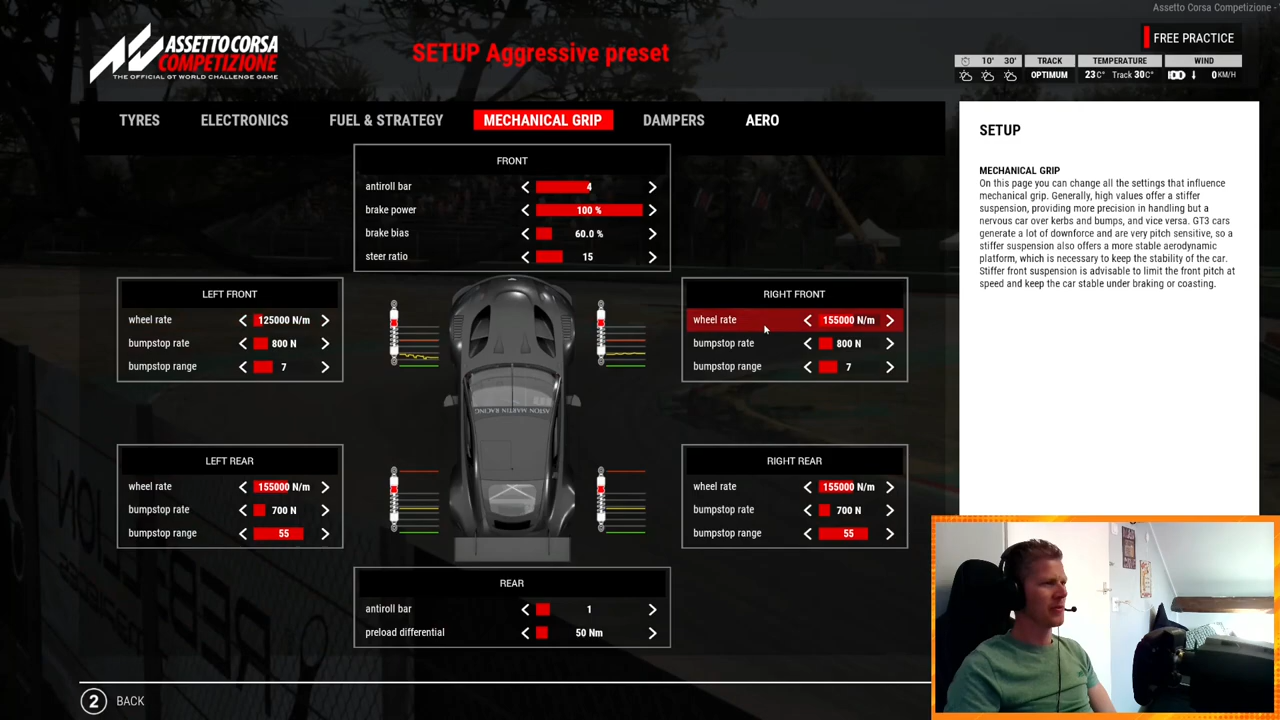 Assetto Corsa Competizione -
ASSETTO CORSA
COMPETIZIONE
THE OFFICIAL GT WORLD CHALLENGE GAME
SETUP Aggressive preset
FREE PRACTICE
10' 30' TRACK TEMPERATURE WIND
OPTIMUM 23C° Track 30C° 0KM/H
TYRES ELECTRONICS FUEL & STRATEGY MECHANICAL GRIP DAMPERS AERO
FRONT
antiroll bar 4
brake power 100 %
brake bias 60.0 %
steer ratio 15
LEFT FRONT
wheel rate 125000 N/m
bumpstop rate 800 N
bumpstop range 7
RIGHT FRONT
wheel rate 155000 N/m
bumpstop rate 800 N
bumpstop range 7
ASTON MARTIN RACING
LEFT REAR
wheel rate 155000 N/m
bumpstop rate 700 N
bumpstop range 55
RIGHT REAR
wheel rate 155000 N/m
bumpstop rate 700 N
bumpstop range 55
REAR
antiroll bar 1
preload differential 50 Nm
SETUP
MECHANICAL GRIP
On this page you can change all the settings that influence
mechanical grip. Generally, high values offer a stiffer
suspension, providing more precision in handling but a
nervous car over kerbs and bumps, and vice versa. GT3 cars
generate a lot of downforce and are very pitch sensitive, so a
stiffer suspension also offers a more stable aerodynamic
platform, which is necessary to keep the stability of the car.
Stiffer front suspension is advisable to limit the front pitch at
speed and keep the car stable under braking or coasting.
2 BACK